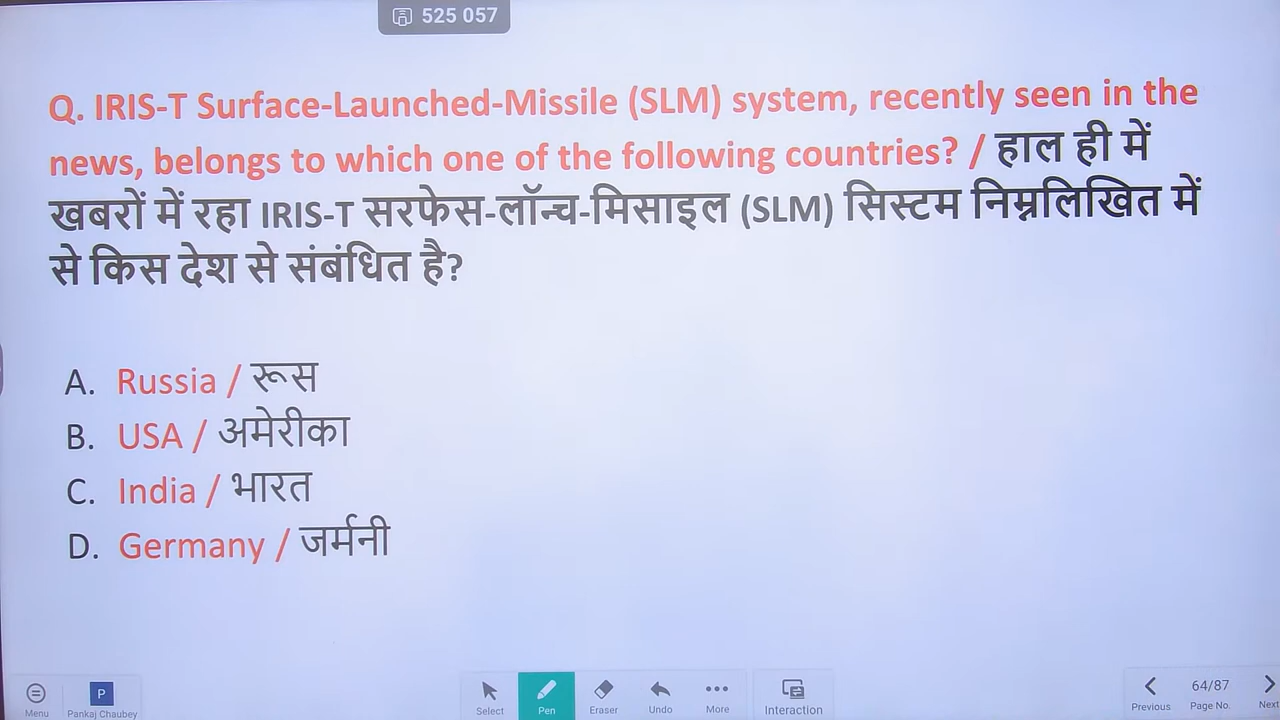 525 057
Q. IRIS-T Surface-Launched-Missile (SLM) system, recently seen in the
news, belongs to which one of the following countries? / हाल ही में
खबरों में रहा IRIS-T सरफेस-लॉन्च-मिसाइल (SLM) सिस्टम निम्नलिखित में
से किस देश से संबंधित है?
A. Russia / रूस
B. USA / अमेरीका
C. India / भारत
D. Germany / जर्मनी
Menu
P
Pankaj Chaubey
Select
Pen
Eraser
Undo
More
Interaction
Previous
64/87
Page No.
Next